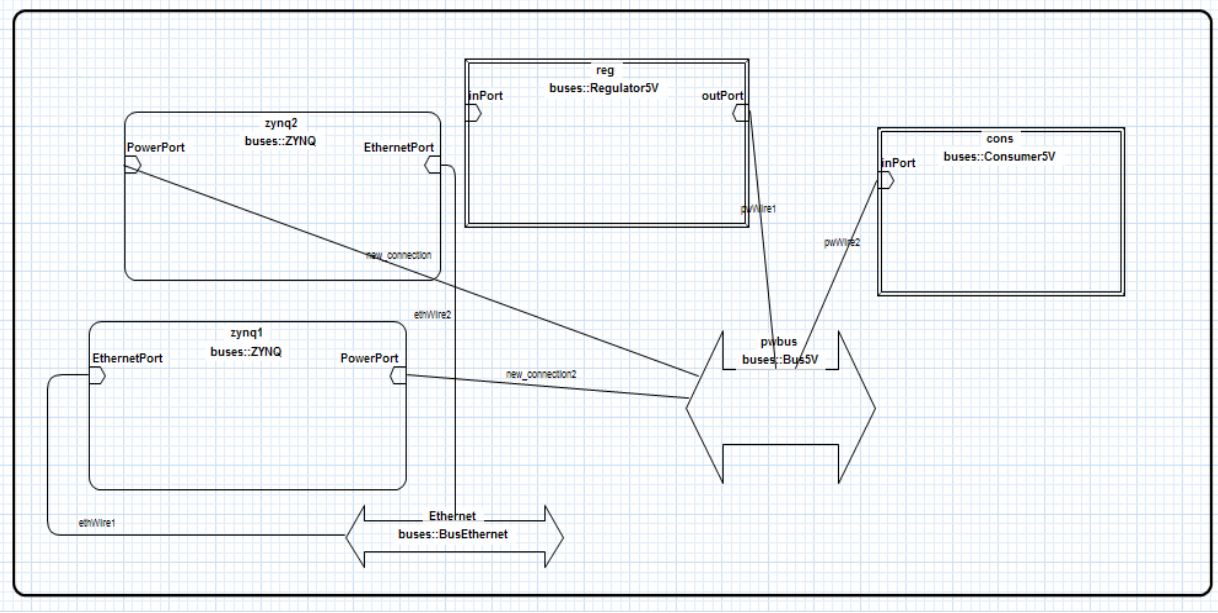 reg
buses::Regulator5V
inPort
outPort
zynq2
buses::ZYNQ
PowerPort
EthernetPort
cons
buses::Consumer5V
inPort
pwWire1
pwWire2
new_connection
ethWire2
zynq1
buses::ZYNQ
EthernetPort
PowerPort
pwbus
buses::Bus5V
new_connection2
ethWire1
Ethernet
buses::BusEthernet